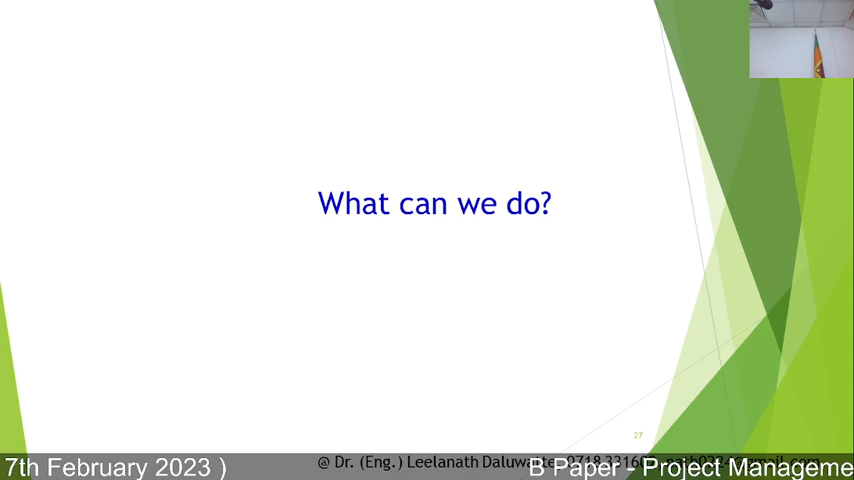 What can we do?
27
@ Dr. (Eng.) Leelanath
7th February 2023 ) B Paper - Project Manageme